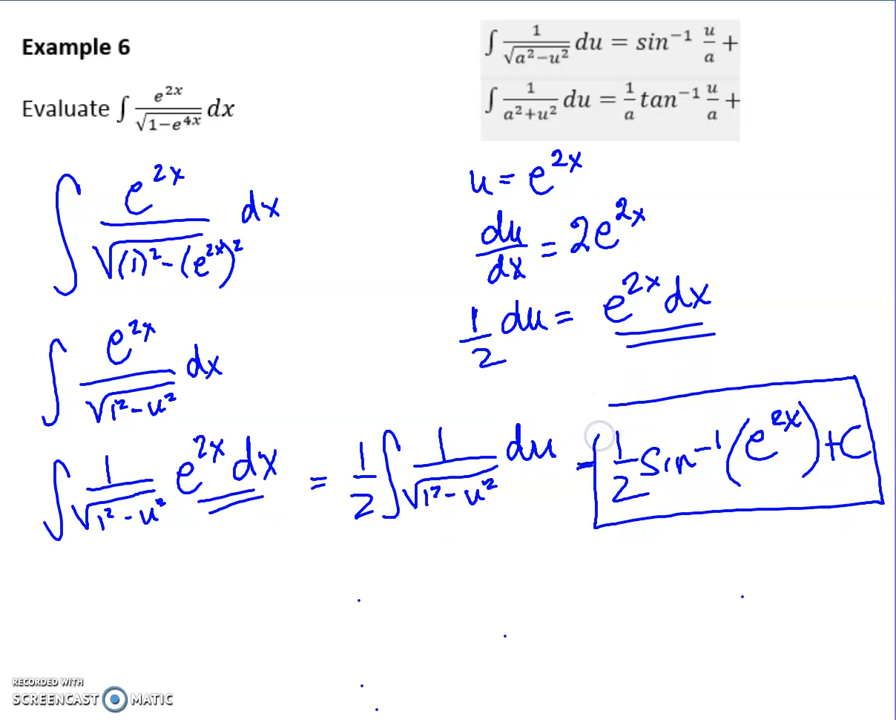 Example 6
Evaluate ∫ e^{2x}/√(1−e^{4x}) dx
∫ 1/√(a²−u²) du = sin⁻¹ u/a +
∫ 1/(a²+u²) du = 1/a tan⁻¹ u/a +
∫ e^{2x}/√((1)²−(e^{2x})²) dx
u = e^{2x}
du/dx = 2e^{2x}
1/2 du = e^{2x} dx
∫ e^{2x}/√(1²−u²) dx
∫ 1/√(1²−u²) e^{2x} dx = 1/2 ∫ 1/√(1²−u²) du = 1/2 Sin⁻¹(e^{2x})+C
RECORDED WITH
SCREENCAST MATIC